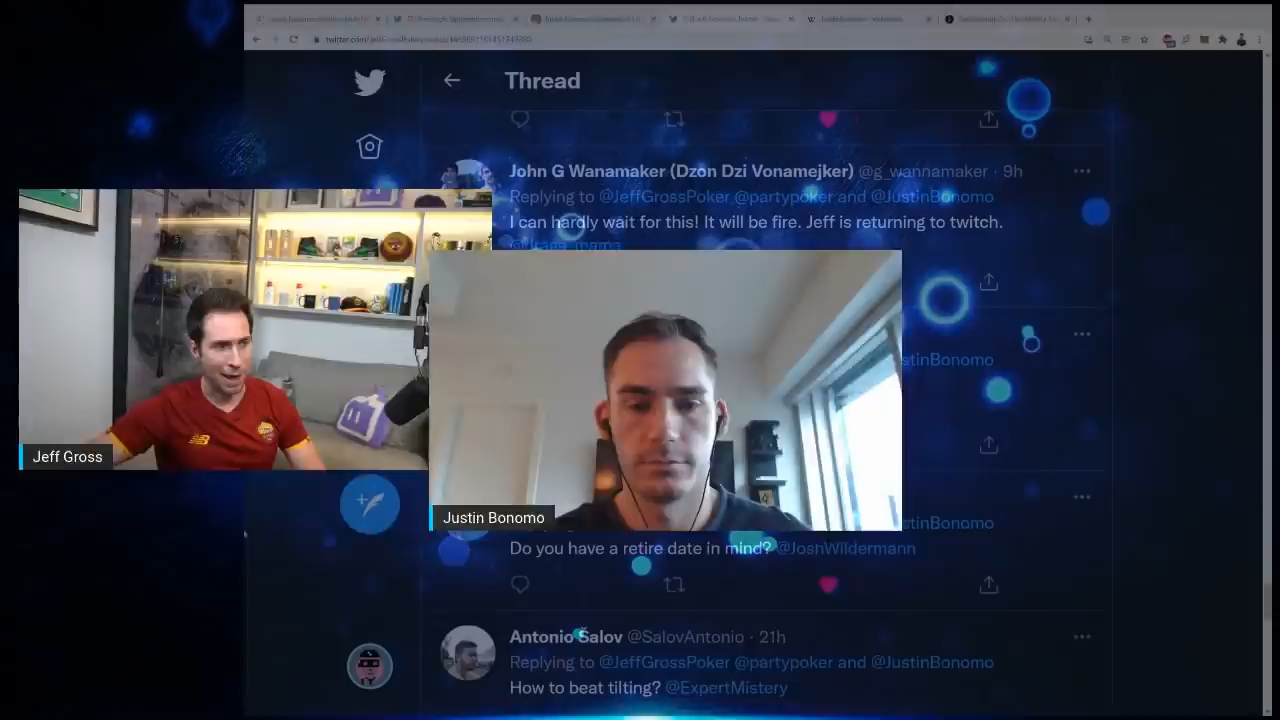 Thread
John G Wanamaker (Dzon Dzi Vonamejker) @g_wannamaker · 9h
Replying to @JeffGrossPoker @partypoker and @JustinBonomo
I can hardly wait for this! It will be fire. Jeff is returning to twitch.
stinBonomo
Jeff Gross
Justin Bonomo
stinBonomo
Do you have a retire date in mind? @JoshWildermann
Antonio Salov @SalovAntonio · 21h
Replying to @JeffGrossPoker @partypoker and @JustinBonomo
How to beat tilting? @ExpertMistery